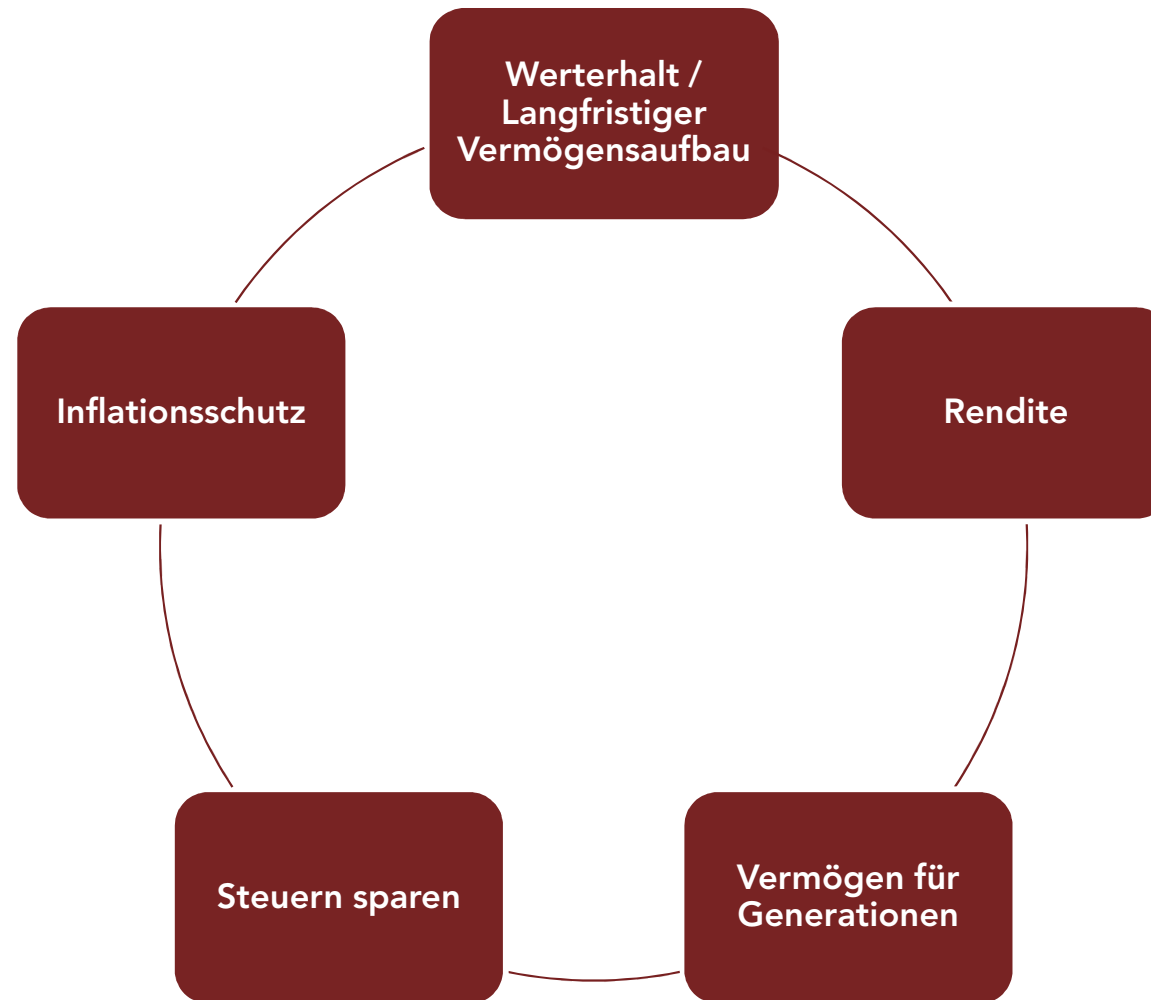 Werterhalt /
Langfristiger
Vermögensaufbau
Inflationsschutz
Rendite
Steuern sparen
Vermögen für
Generationen